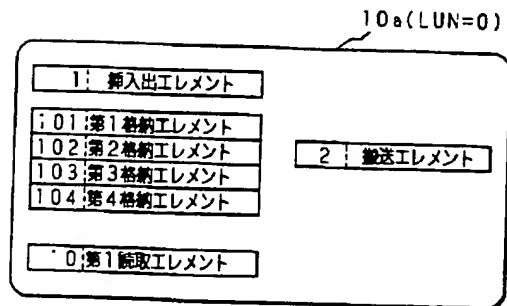 10a(LUN=0)
1 挿入出エレメント
101 第1格納エレメント
102 第2格納エレメント
103 第3格納エレメント
104 第4格納エレメント
2 搬送エレメント
0 第1読取エレメント